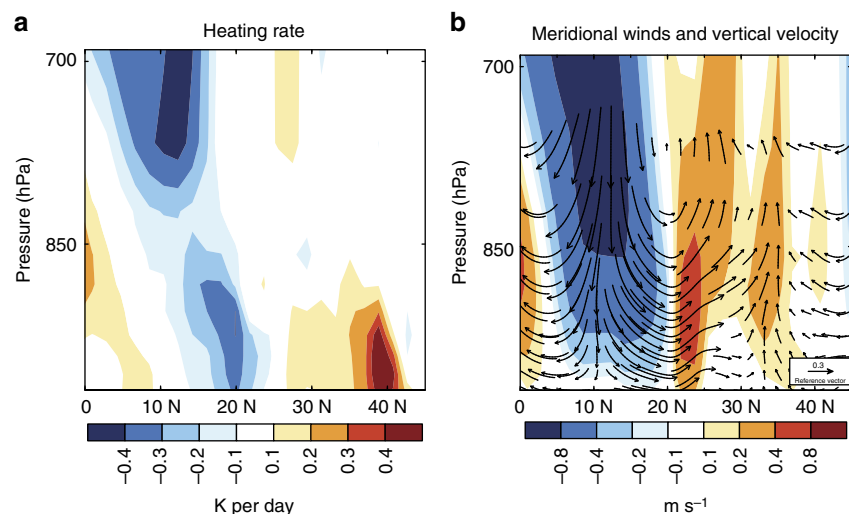 a
Heating rate
700
850
Pressure (hPa)
0 10 N 20 N 30 N 40 N
−0.4 −0.3 −0.2 −0.1 0.1 0.2 0.3 0.4
K per day
b
Meridional winds and vertical velocity
700
850
Pressure (hPa)
0.3
Reference vector
0 10 N 20 N 30 N 40 N
−0.8 −0.4 −0.2 −0.1 0.1 0.2 0.4 0.8
m s⁻¹